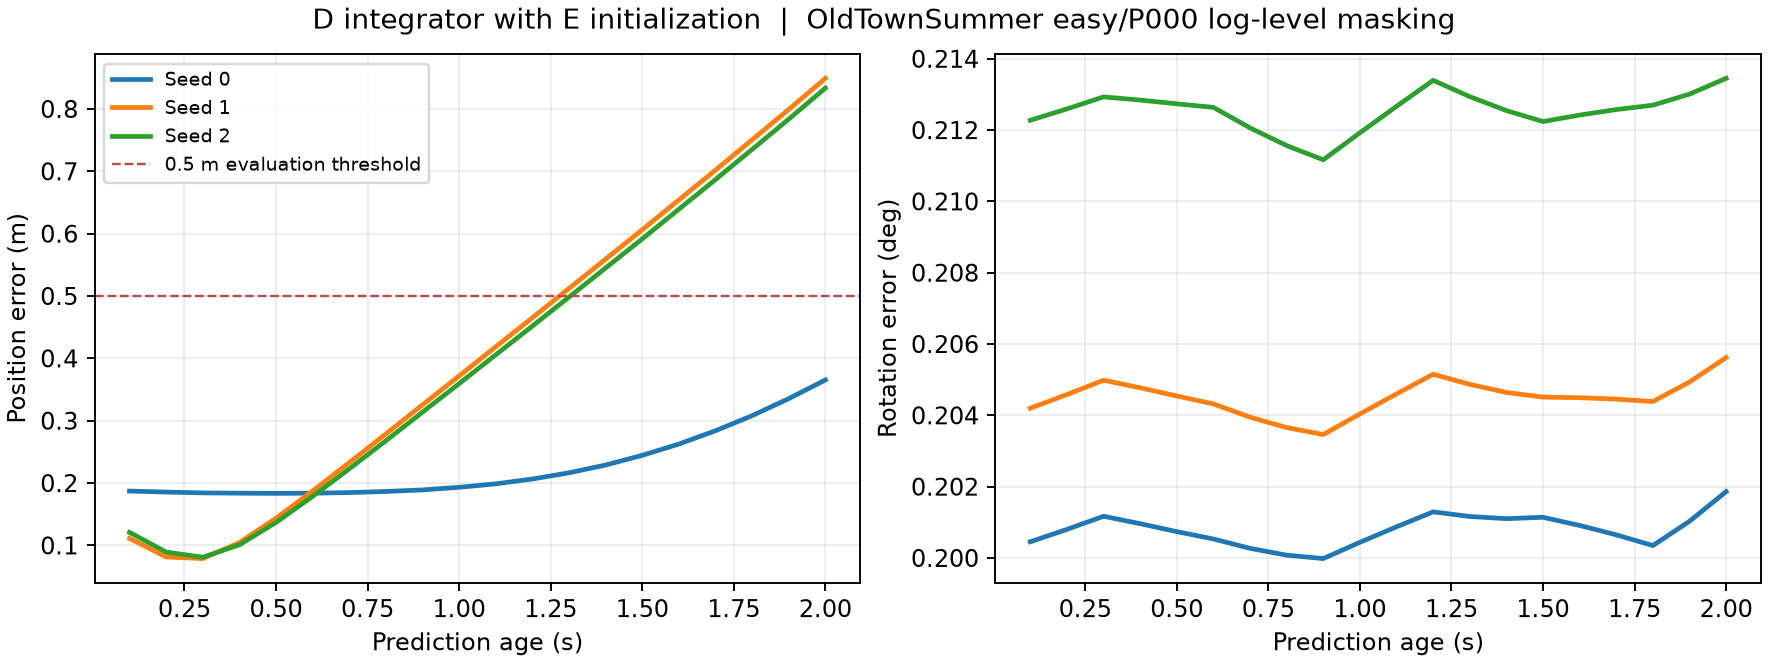 D integrator with E initialization | OldTownSummer easy/P000 log-level masking
Seed 0
Seed 1
Seed 2
0.5 m evaluation threshold
Position error (m)
0.8
0.7
0.6
0.5
0.4
0.3
0.2
0.1
0.25 0.50 0.75 1.00 1.25 1.50 1.75 2.00
Prediction age (s)
Rotation error (deg)
0.214
0.212
0.210
0.208
0.206
0.204
0.202
0.200
0.25 0.50 0.75 1.00 1.25 1.50 1.75 2.00
Prediction age (s)